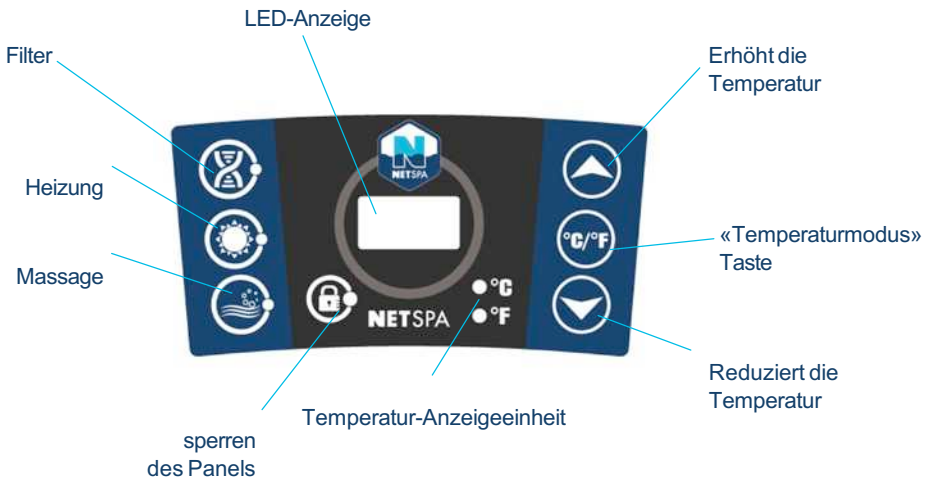 LED-Anzeige
Filter
Erhöht die
Temperatur
N
NETSPA
Heizung
°C/°F
«Temperaturmodus»
Taste
Massage
°C
NETSPA
°F
Reduziert die
Temperatur
Temperatur-Anzeigeeinheit
sperren
des Panels